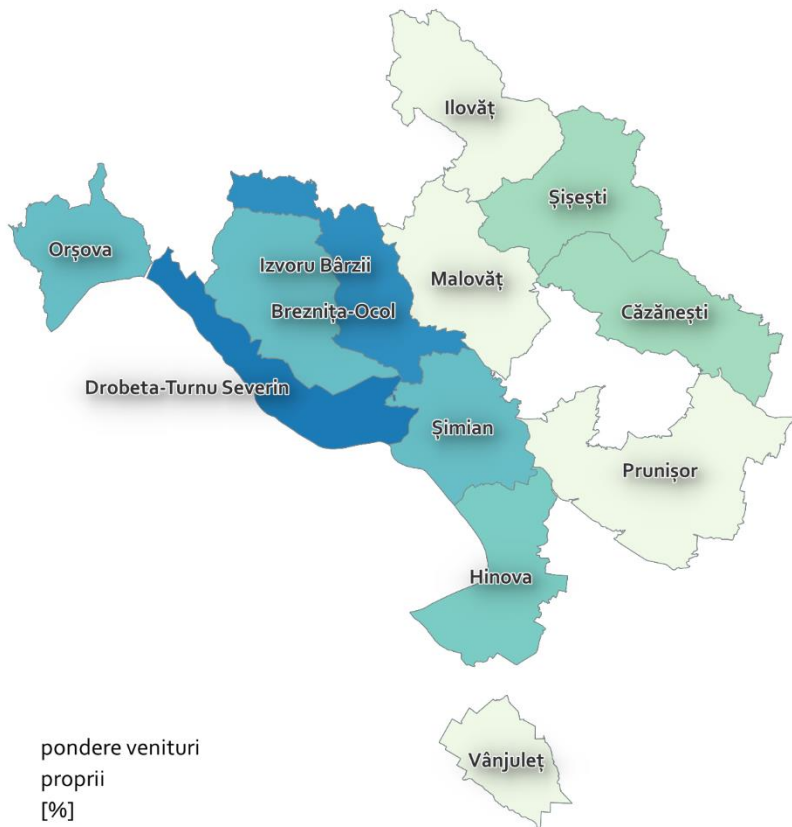 Ilovăț
Șișești
Orșova
Izvoru Bârzii
Malovăț
Breznița-Ocol
Căzănești
Drobeta-Turnu Severin
Șimian
Prunișor
Hinova
Vânjuleț
pondere venituri
proprii
[%]